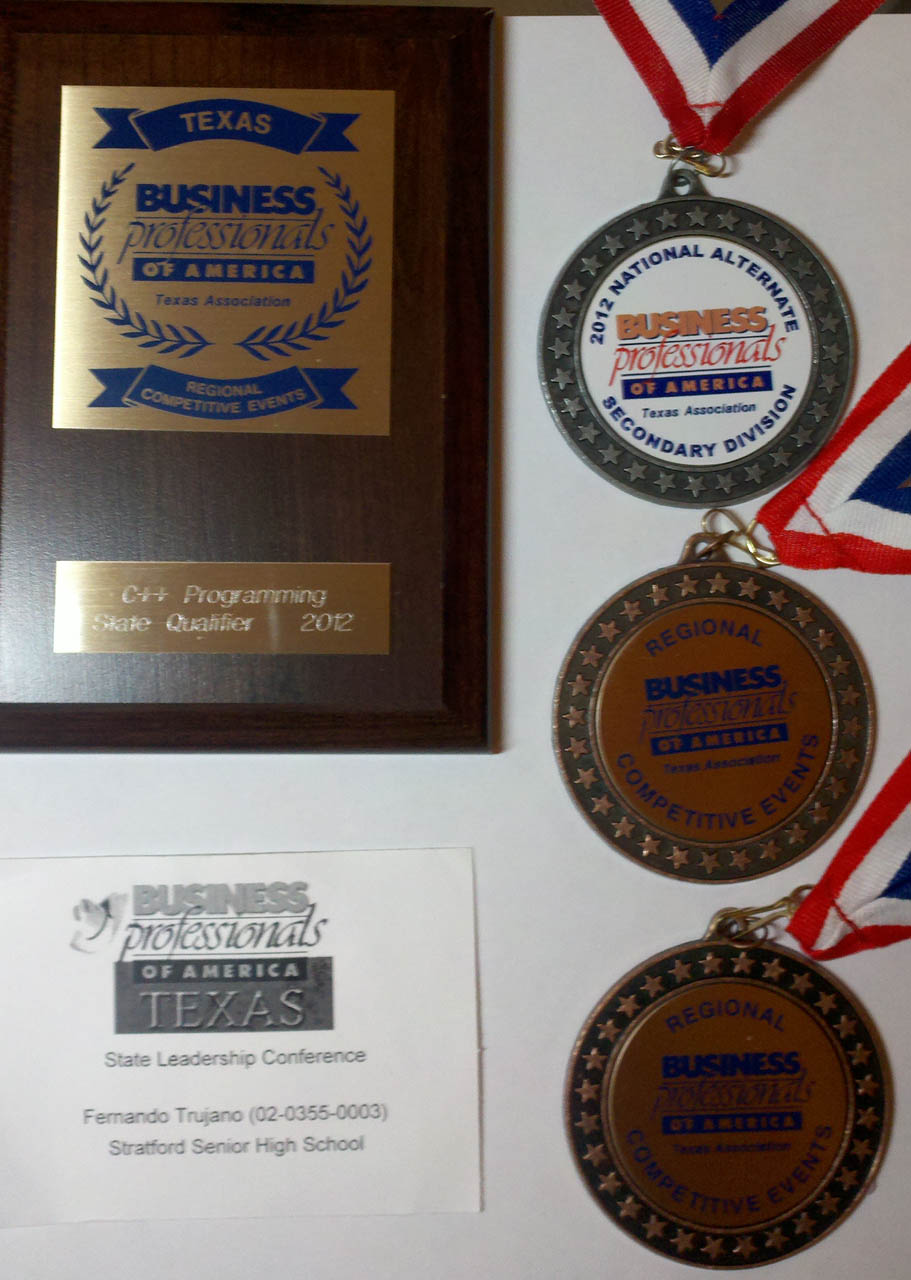 TEXAS
BUSINESS
professionals
OF AMERICA
Texas Association
REGIONAL
COMPETITIVE EVENTS
C++ Programming
State Qualifier 2012
2012 NATIONAL ALTERNATE
BUSINESS
professionals
OF AMERICA
Texas Association
SECONDARY DIVISION
REGIONAL
BUSINESS
professionals
OF AMERICA
Texas Association
COMPETITIVE EVENTS
BUSINESS
professionals
OF AMERICA
TEXAS
State Leadership Conference
Fernando Trujano (02-0355-0003)
Stratford Senior High School
REGIONAL
BUSINESS
professionals
OF AMERICA
Texas Association
COMPETITIVE EVENTS